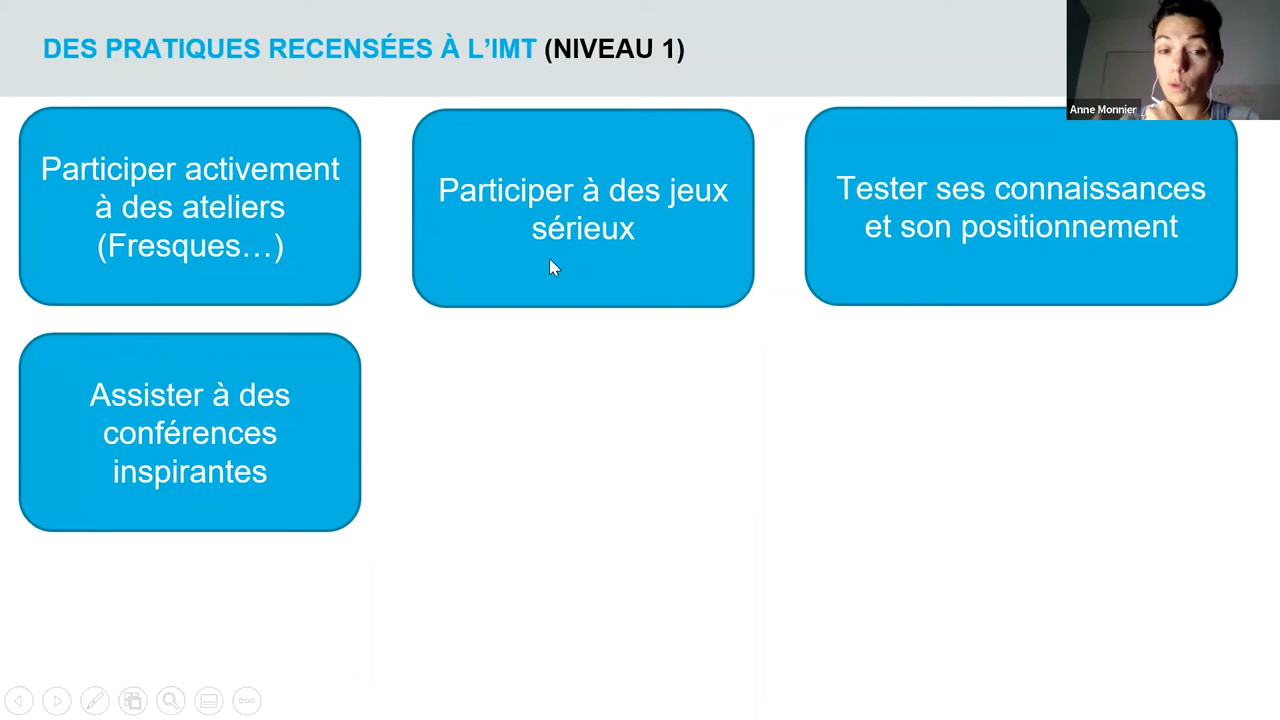 DES PRATIQUES RECENSÉES À L’IMT (NIVEAU 1)
Anne Monnier
Participer activement
à des ateliers
(Fresques…)
Participer à des jeux
sérieux
Tester ses connaissances
et son positionnement
Assister à des
conférences
inspirantes